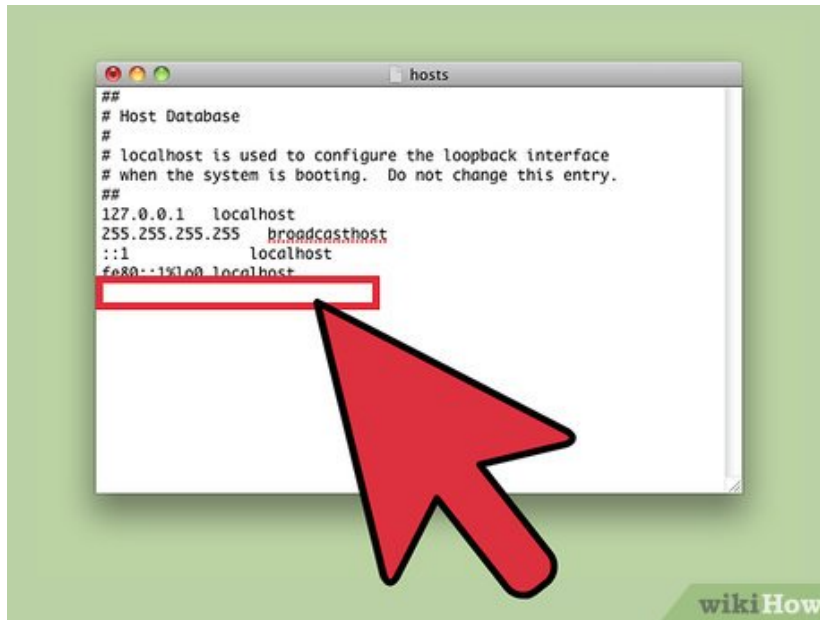 hosts
##
# Host Database
#
# localhost is used to configure the loopback interface
# when the system is booting.  Do not change this entry.
##
127.0.0.1   localhost
255.255.255.255   broadcasthost
::1             localhost
fe80::1%lo0 localhost
wikiHow